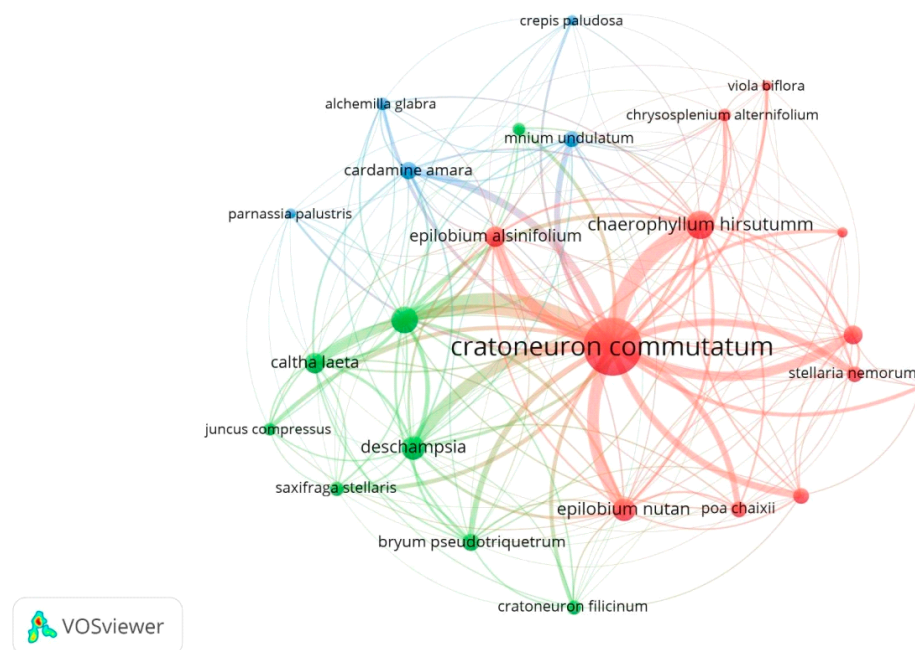 crepis paludosa
viola biflora
alchemilla glabra
chrysosplenium alternifolium
mnium undulatum
cardamine amara
parnassia palustris
chaerophyllum hirsutumm
epilobium alsinifolium
cratoneuron commutatum
caltha laeta
stellaria nemorum
juncus compressus
deschampsia
saxifraga stellaris
epilobium nutan
poa chaixii
bryum pseudotriquetrum
cratoneuron filicinum
VOSviewer